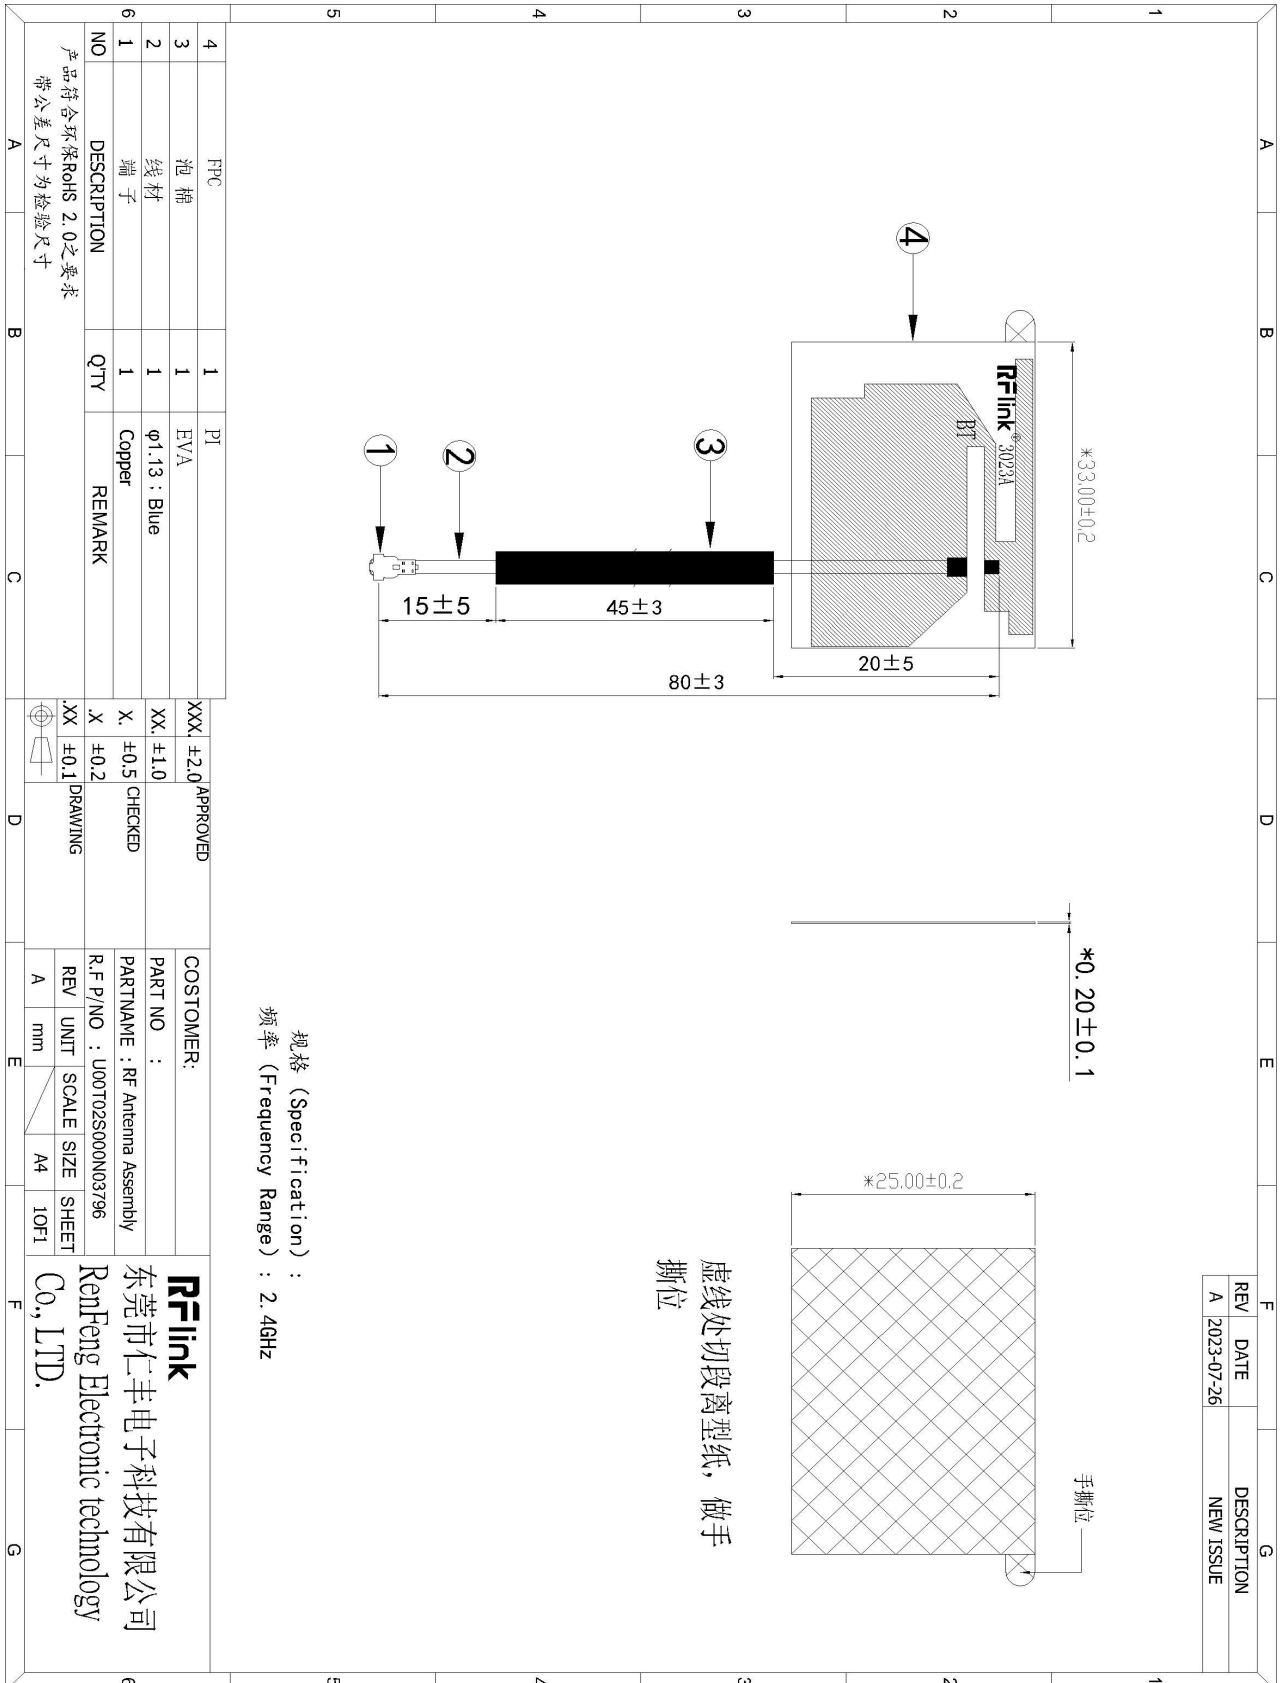 A
B
C
D
E
F
G
1
2
3
4
5
6
REV DATE DESCRIPTION
A 2023-07-26 NEW ISSUE
*33.00±0.2
*0.20±0.1
手撕位
RFlink® 3023A
BT
4
3
2
1
20±5
45±3
15±5
80±3
*25.00±0.2
虚线处切段离型纸，做手
撕位
规格 (Specification) :
频率 (Frequency Range) : 2.4GHz
4 FPC 1 PI
3 泡棉 1 EVA
2 线材 1 φ1.13 : Blue
1 端子 1 Copper
NO DESCRIPTION Q'TY REMARK
产品符合环保RoHS 2.0之要求
带公差尺寸为检验尺寸
XXX. ±2.0
XX. ±1.0
X. ±0.5
.X ±0.2
.XX ±0.1
APPROVED
CHECKED
DRAWING
COSTOMER:
PART NO :
PARTNAME : RF Antenna Assembly
R.F P/NO : U00T02S000N03796
REV UNIT SCALE SIZE SHEET
A mm A4 1OF1
RFlink
东莞市仁丰电子科技有限公司
RenFeng Electronic technology
Co., LTD.
A
B
C
D
E
F
G
1
2
3
4
5
6